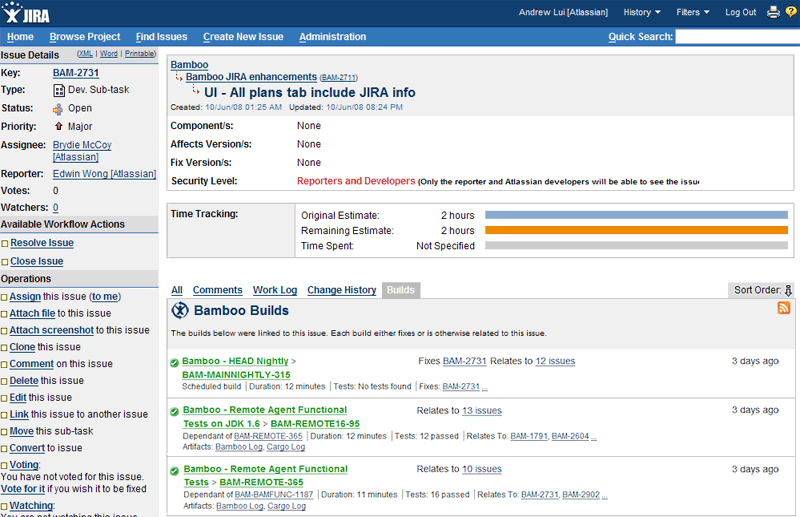 JIRA
Andrew Lui [Atlassian] History Filters Log Out
Home Browse Project Find Issues Create New Issue Administration Quick Search:
Issue Details (XML | Word | Printable)
Key: BAM-2731
Type: Dev. Sub-task
Status: Open
Priority: Major
Assignee: Brydie McCoy
[Atlassian]
Reporter: Edwin Wong [Atlassian]
Votes: 0
Watchers: 0
Available Workflow Actions
Resolve Issue
Close Issue
Operations
Assign this issue (to me)
Attach file to this issue
Attach screenshot to this issue
Clone this issue
Comment on this issue
Delete this issue
Edit this issue
Link this issue to another issue
Move this sub-task
Convert to issue
Voting:
You have not voted for this issue.
Vote for it if you wish it to be fixed
Watching:
You are not watching this issue.
Bamboo
Bamboo JIRA enhancements (BAM-2711)
UI - All plans tab include JIRA info
Created: 10/Jun/08 01:25 AM Updated: 10/Jun/08 08:24 PM
Component/s: None
Affects Version/s: None
Fix Version/s: None
Security Level: Reporters and Developers (Only the reporter and Atlassian developers will be able to see the issue
Time Tracking:
Original Estimate: 2 hours
Remaining Estimate: 2 hours
Time Spent: Not Specified
All Comments Work Log Change History Builds Sort Order:
Bamboo Builds
The builds below were linked to this issue. Each build either fixes or is otherwise related to this issue.
Bamboo - HEAD Nightly > Fixes BAM-2731 Relates to 12 issues 3 days ago
BAM-MAINNIGHTLY-315
Scheduled build | Duration: 12 minutes | Tests: No tests found | Fixes: BAM-2731 ...
Bamboo - Remote Agent Functional Relates to 13 issues 3 days ago
Tests on JDK 1.6 > BAM-REMOTE16-95
Dependant of BAM-REMOTE-365 | Duration: 12 minutes | Tests: 12 passed | Relates To: BAM-1791, BAM-2604 ...
Artifacts: Bamboo Log, Cargo Log
Bamboo - Remote Agent Functional Relates to 10 issues 3 days ago
Tests > BAM-REMOTE-365
Dependant of BAM-BAMFUNC-1187 | Duration: 11 minutes | Tests: 16 passed | Relates To: BAM-2731, BAM-2902 ...
Artifacts: Bamboo Log, Cargo Log